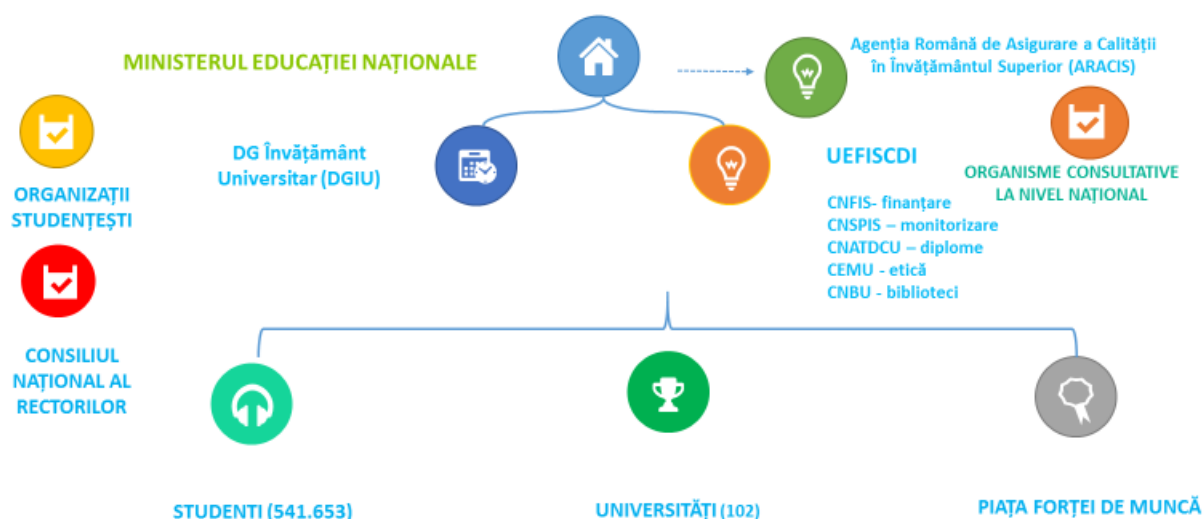 MINISTERUL EDUCAȚIEI NAȚIONALE
Agenția Română de Asigurare a Calității
în Învățământul Superior (ARACIS)
DG Învățământ
Universitar (DGIU)
UEFISCDI
ORGANISME CONSULTATIVE
LA NIVEL NAȚIONAL
ORGANIZAȚII
STUDENȚEȘTI
CNFIS- finanțare
CNSPIS – monitorizare
CNATDCU – diplome
CEMU - etică
CNBU - biblioteci
CONSILIUL
NAȚIONAL AL
RECTORILOR
STUDENTI (541.653)
UNIVERSITĂȚI (102)
PIAȚA FORȚEI DE MUNCĂ